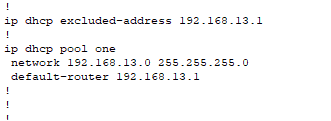 !
ip dhcp excluded-address 192.168.13.1
!
ip dhcp pool one
 network 192.168.13.0 255.255.255.0
 default-router 192.168.13.1
!
!
!